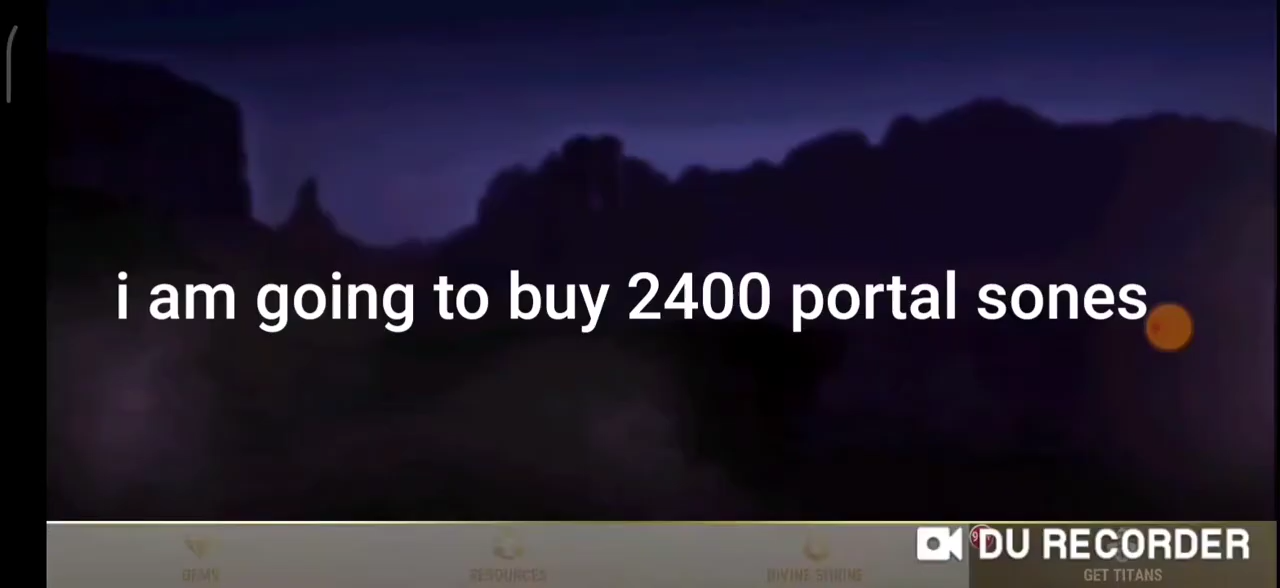 i am going to buy 2400 portal sones
DU RECORDER
GEMS
RESOURCES
DIVINE SHRINE
GET TITANS